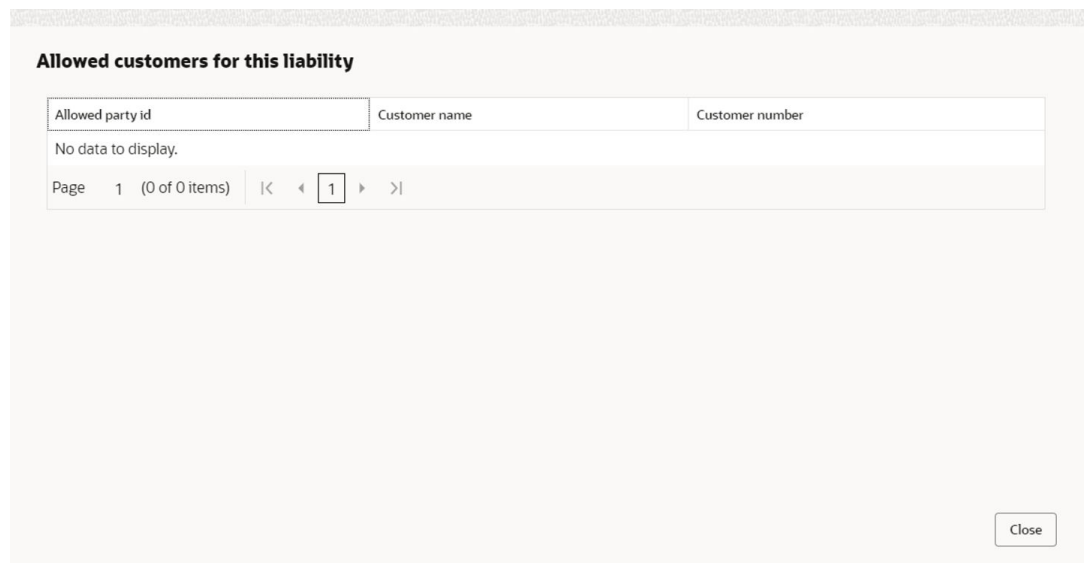 Allowed customers for this liability
Allowed party id Customer name Customer number
No data to display.
Page 1 (0 of 0 items) 1
Close